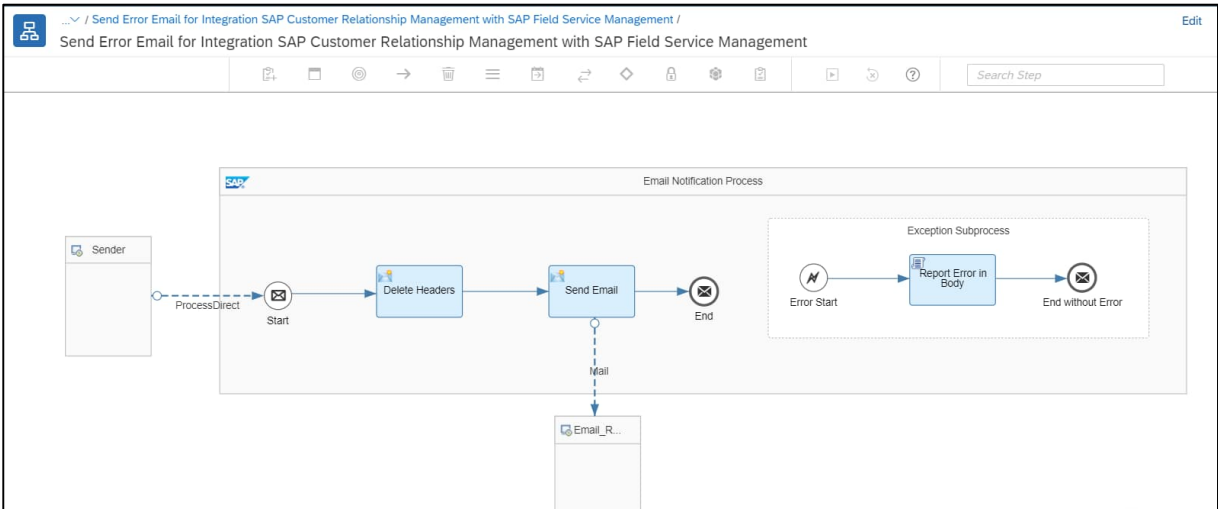 ... / Send Error Email for Integration SAP Customer Relationship Management with SAP Field Service Management /
Edit
Send Error Email for Integration SAP Customer Relationship Management with SAP Field Service Management
Search Step
SAP
Email Notification Process
Exception Subprocess
Sender
Delete Headers
Send Email
Report Error in
Body
ProcessDirect
Start
End
Error Start
End without Error
Mail
Email_R...